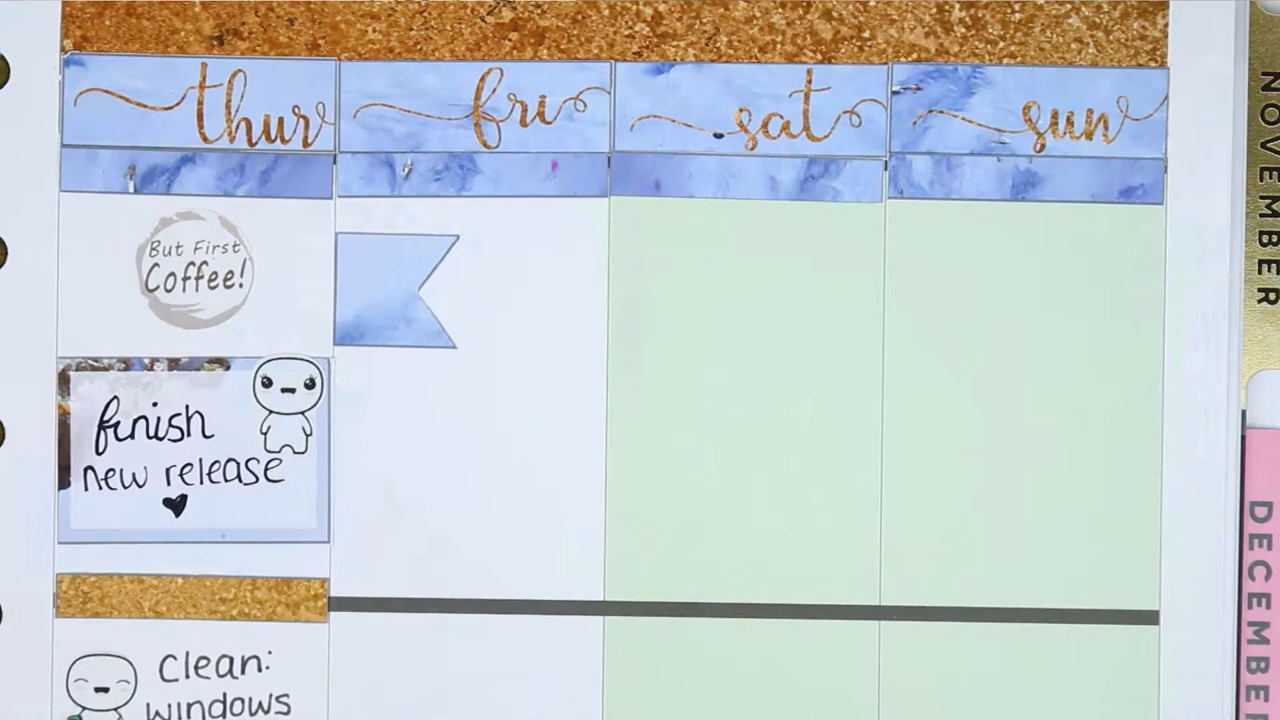 thur fri sat sun
But First
Coffee!
finish
new release
Clean:
windows
NOVEMBER
DECEMBER